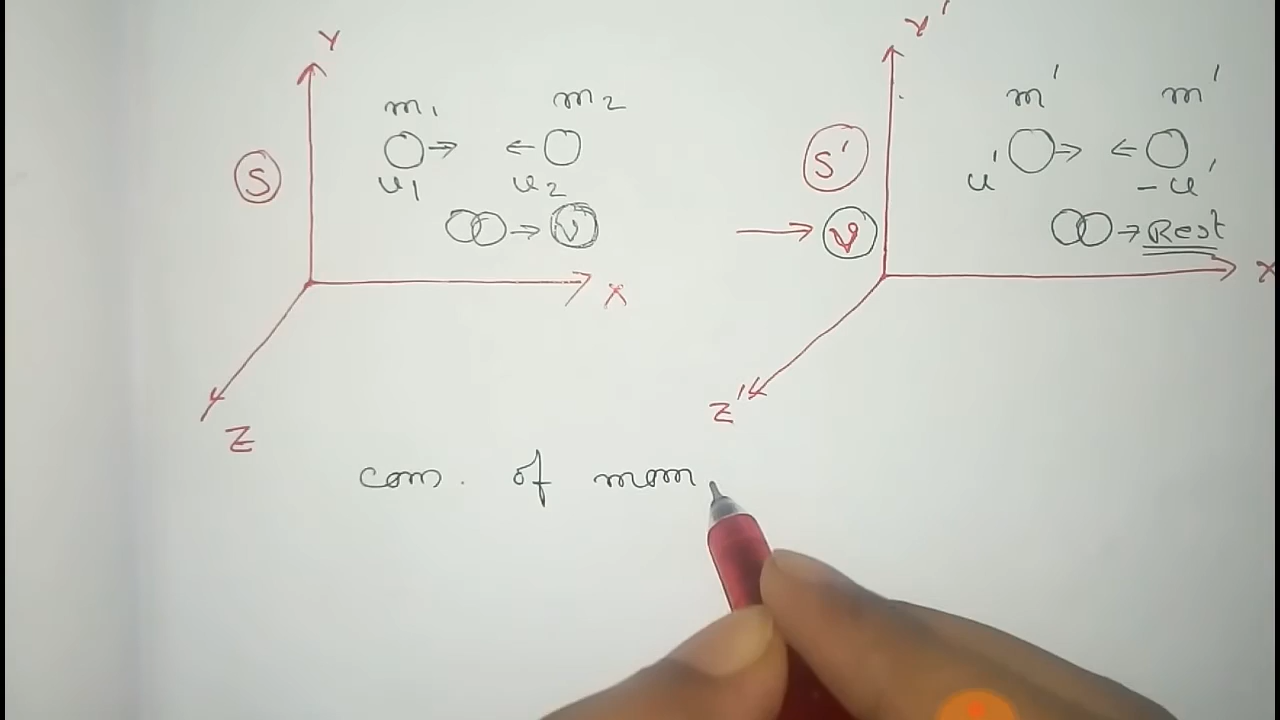 Y
Y'
m1 m2
m' m'
S
S'
u1 u2
u' -u'
v
v
Rest
X
X
Z
Z'
con. of mom